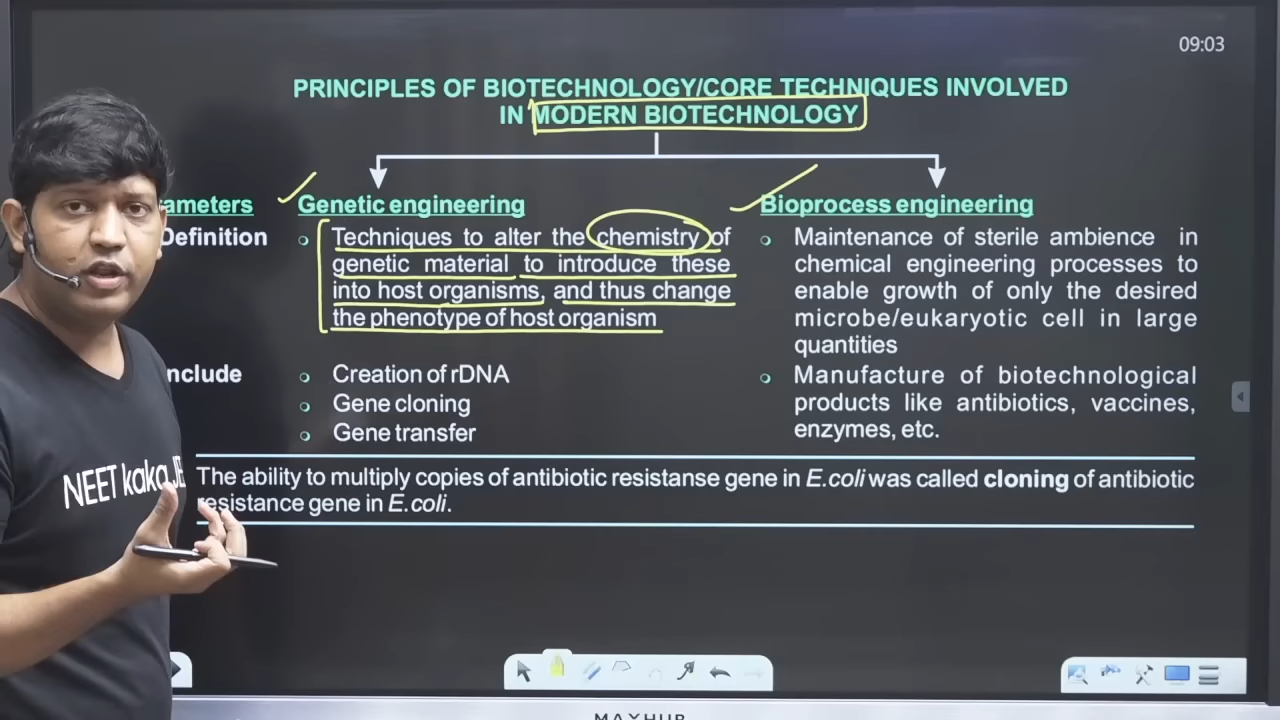 09:03
PRINCIPLES OF BIOTECHNOLOGY/CORE TECHNIQUES INVOLVED
IN MODERN BIOTECHNOLOGY
ameters
Genetic engineering
Bioprocess engineering
Definition
Techniques to alter the chemistry of
genetic material to introduce these
into host organisms, and thus change
the phenotype of host organism
Maintenance of sterile ambience in
chemical engineering processes to
enable growth of only the desired
microbe/eukaryotic cell in large
quantities
nclude
Creation of rDNA
Gene cloning
Gene transfer
Manufacture of biotechnological
products like antibiotics, vaccines,
enzymes, etc.
The ability to multiply copies of antibiotic resistanse gene in E.coli was called cloning of antibiotic
resistance gene in E.coli.
NEET kaka JE
MAXHUB